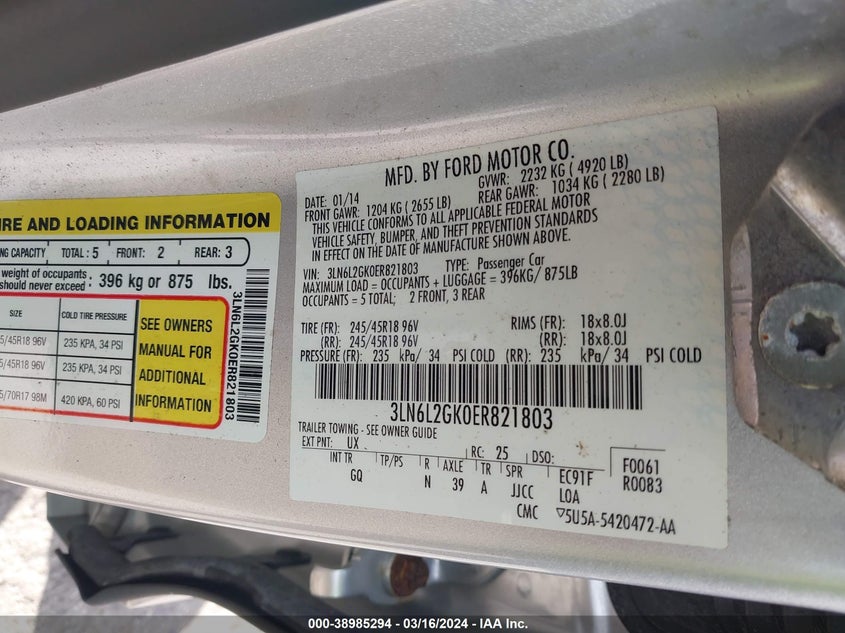 IRE AND LOADING INFORMATION
NG CAPACITY TOTAL : 5 FRONT: 2 REAR: 3
weight of occupants
should never exceed : 396 kg or 875 lbs.
SIZE COLD TIRE PRESSURE
5/45R18 96V 235 KPA, 34 PSI
5/45R18 96V 235 KPA, 34 PSI
5/70R17 98M 420 KPA, 60 PSI
SEE OWNERS
MANUAL FOR
ADDITIONAL
INFORMATION
3LN6L2GK0ER821803
MFD. BY FORD MOTOR CO.
DATE: 01/14 GVWR: 2232 KG ( 4920 LB)
FRONT GAWR: 1204 KG ( 2655 LB) REAR GAWR: 1034 KG ( 2280 LB)
THIS VEHICLE CONFORMS TO ALL APPLICABLE FEDERAL MOTOR
VEHICLE SAFETY, BUMPER, AND THEFT PREVENTION STANDARDS
IN EFFECT ON THE DATE OF MANUFACTURE SHOWN ABOVE.
VIN: 3LN6L2GK0ER821803 TYPE: Passenger Car
MAXIMUM LOAD = OCCUPANTS + LUGGAGE = 396KG/ 875LB
OCCUPANTS = 5 TOTAL; 2 FRONT, 3 REAR
TIRE (FR): 245/45R18 96V RIMS (FR): 18x8.0J
(RR): 245/45R18 96V (RR): 18x8.0J
PRESSURE (FR): 235 kPa/ 34 PSI COLD (RR): 235 kPa/ 34 PSI COLD
3LN6L2GK0ER821803
TRAILER TOWING - SEE OWNER GUIDE
EXT PNT: UX RC: 25 DSO:
INT TR TP/PS R AXLE TR SPR EC91F F0061
GQ N 39 A JJCC LOA R0083
CMC ▽5U5A-5420472-AA
000-38985294 - 03/16/2024 - IAA Inc.